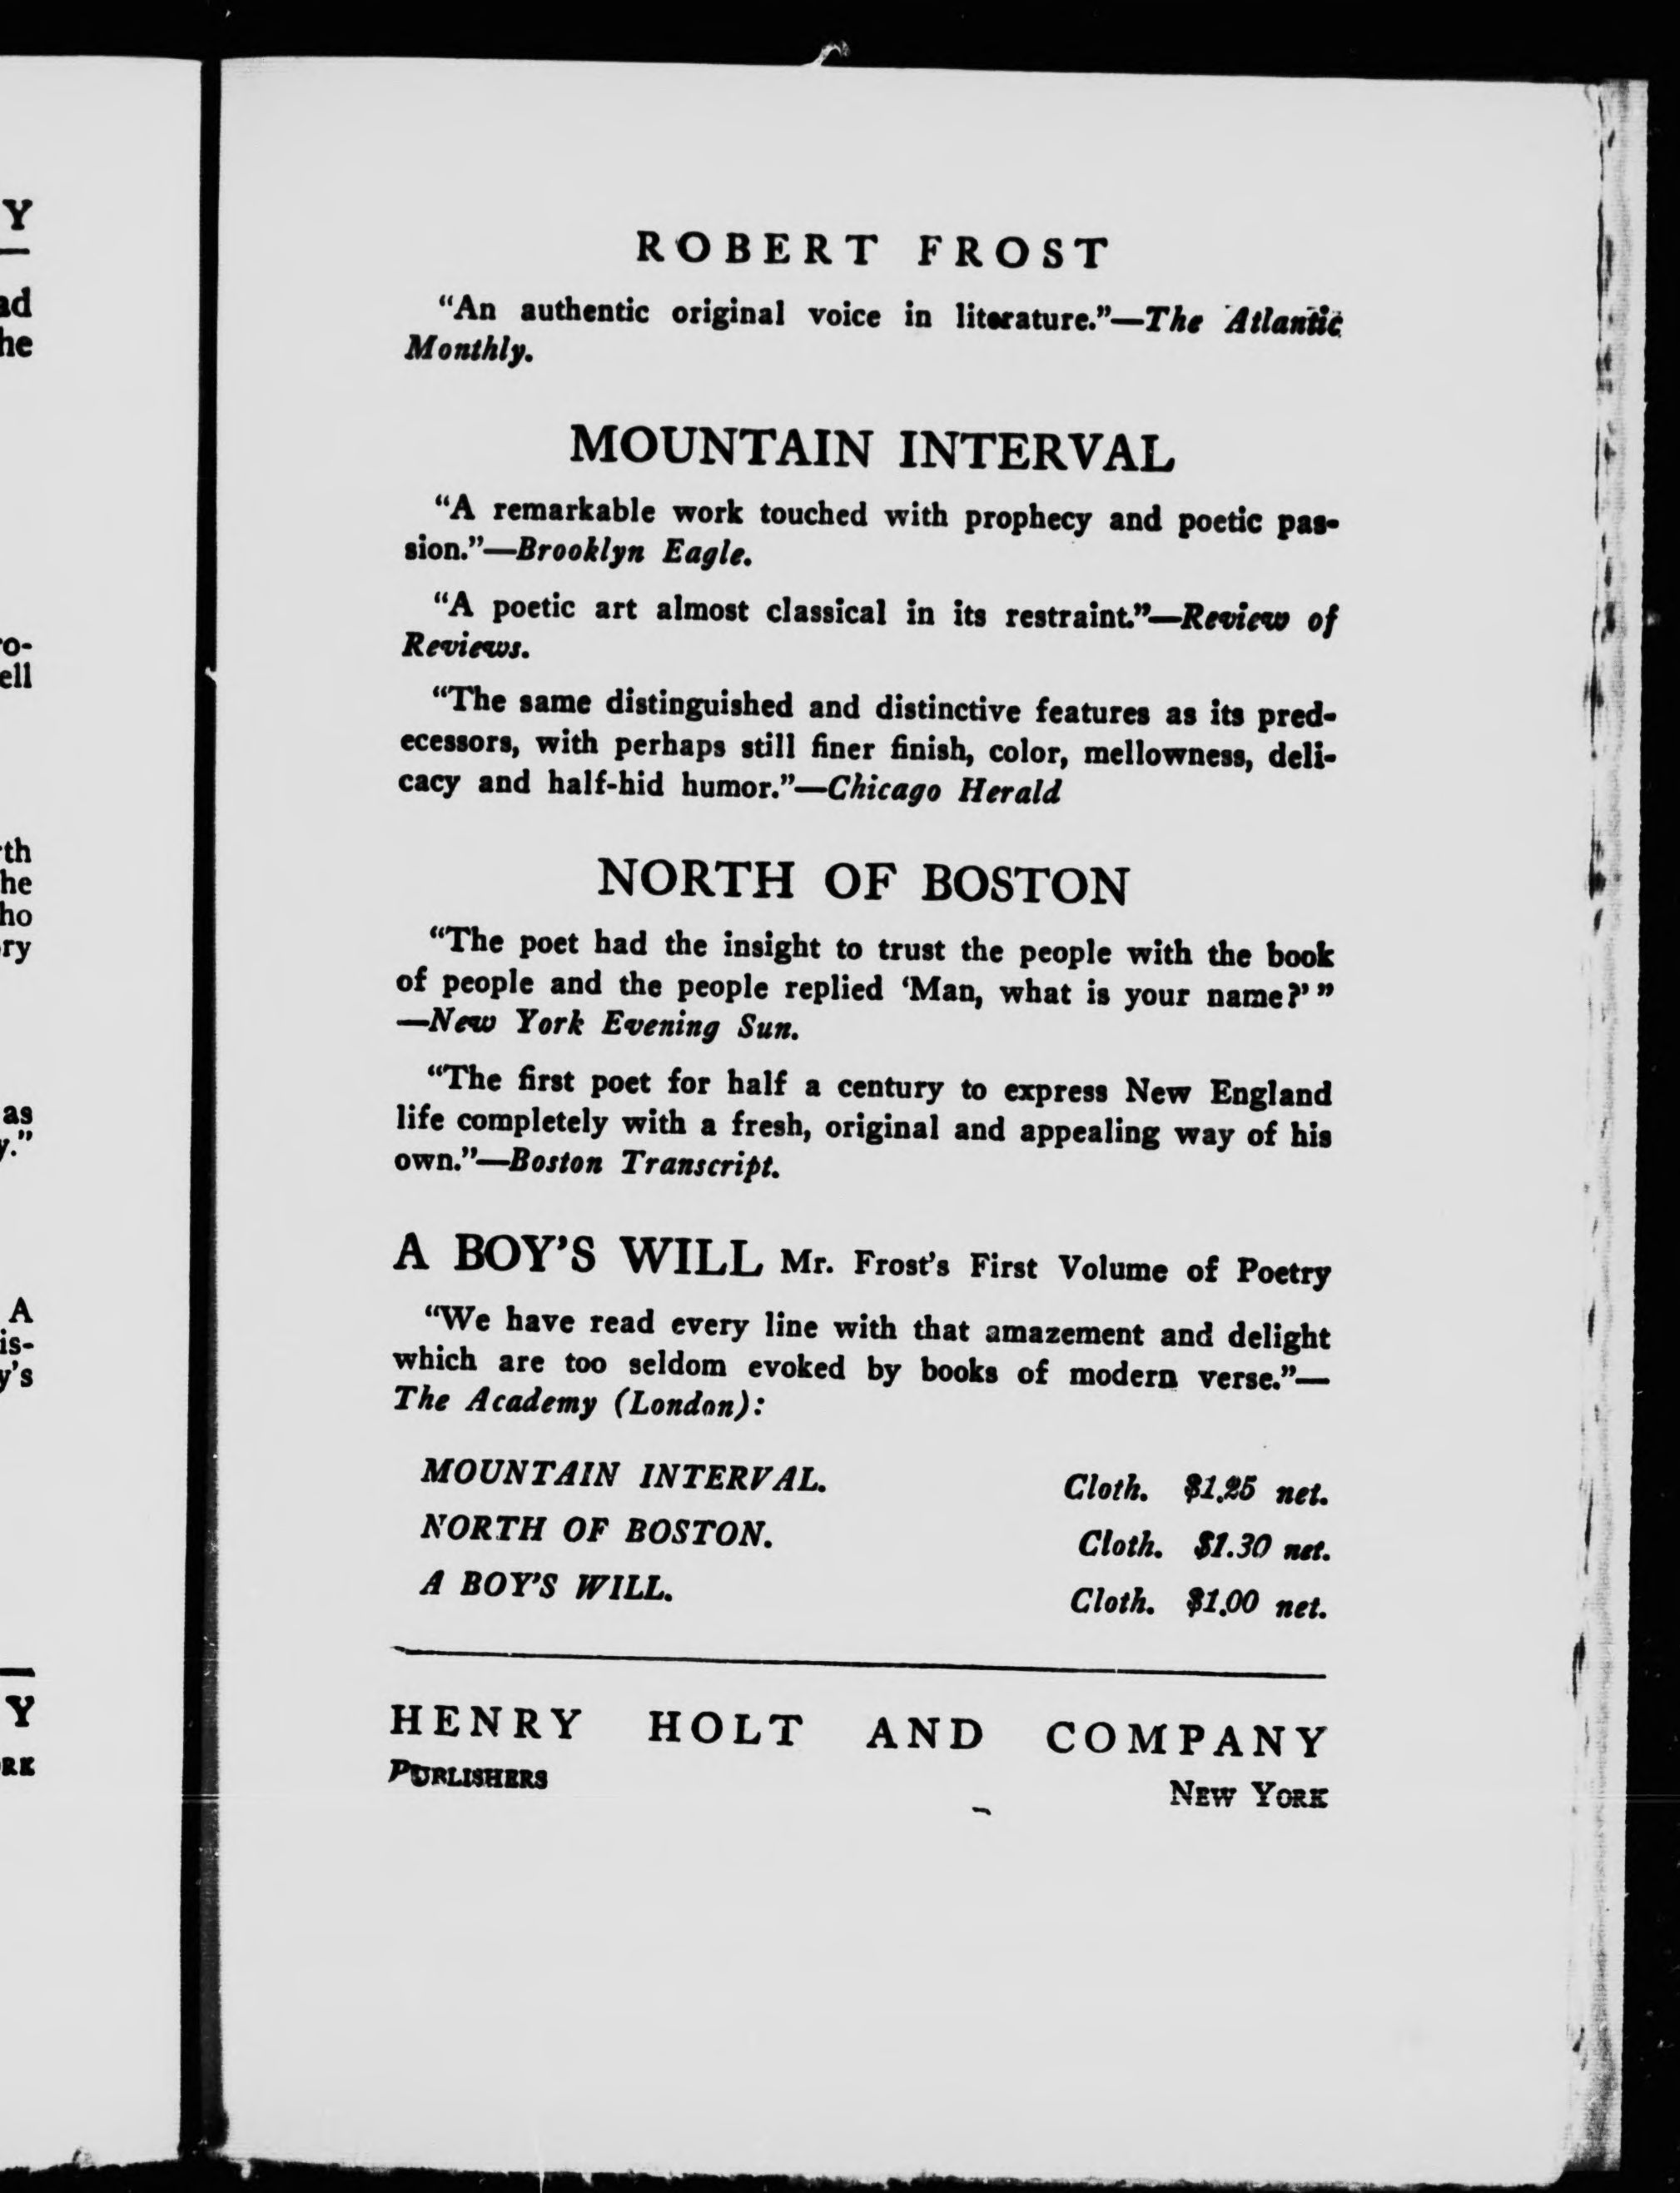 ROBERT FROST
“An authentic original voice in literature.”—The Atlantic
Monthly.
MOUNTAIN INTERVAL
“A remarkable work touched with prophecy and poetic pas-
sion.”—Brooklyn Eagle.
“A poetic art almost classical in its restraint.”—Review of
Reviews.
“The same distinguished and distinctive features as its pred-
ecessors, with perhaps still finer finish, color, mellowness, deli-
cacy and half-hid humor.”—Chicago Herald
NORTH OF BOSTON
“The poet had the insight to trust the people with the book
of people and the people replied ‘Man, what is your name?’”
—New York Evening Sun.
“The first poet for half a century to express New England
life completely with a fresh, original and appealing way of his
own.”—Boston Transcript.
A BOY’S WILL Mr. Frost’s First Volume of Poetry
“We have read every line with that amazement and delight
which are too seldom evoked by books of modern verse.”—
The Academy (London):
MOUNTAIN INTERVAL. Cloth. $1.25 net.
NORTH OF BOSTON. Cloth. $1.30 net.
A BOY’S WILL. Cloth. $1.00 net.
HENRY HOLT AND COMPANY
PUBLISHERS NEW YORK